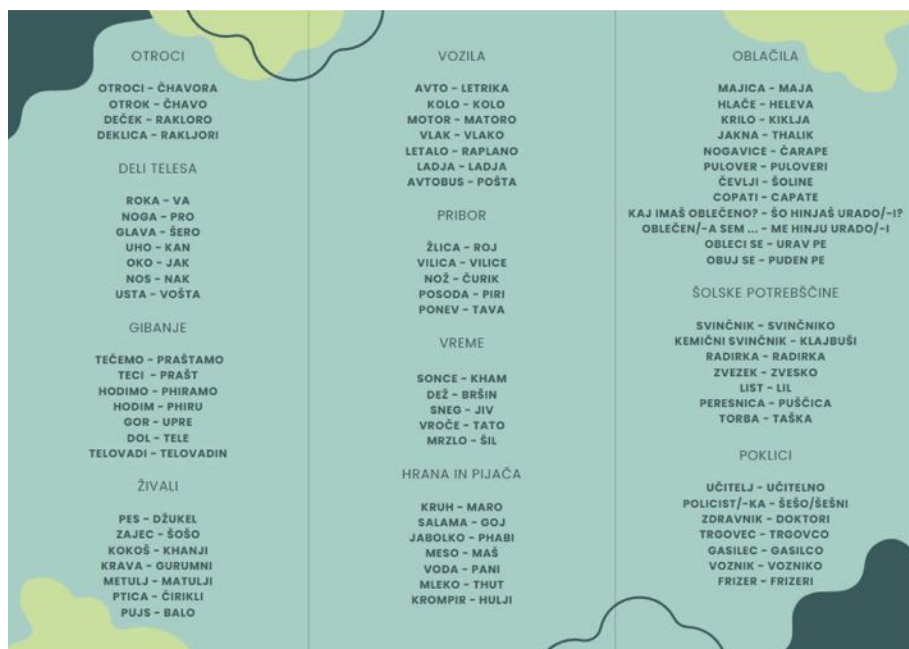 OTROCI
OTROCI – ČHAVORA
OTROK – ČHAVO
DEČEK – RAKLORO
DEKLICA – RAKLJORI
DELI TELESA
ROKA – VA
NOGA – PRO
GLAVA – ŠERO
UHO – KAN
OKO – JAK
NOS – NAK
USTA – VOŠTA
GIBANJE
TEČEMO – PRAŠTAMO
TECI – PRAŠT
HODIMO – PHIRAMO
HODIM – PHIRU
GOR – UPRE
DOL – TELE
TELOVADI – TELOVADIN
ŽIVALI
PES – DŽUKEL
ZAJEC – ŠOŠO
KOKOŠ – KHANJI
KRAVA – GURUMNI
METULJ – MATULJI
PTICA – ČIRIKLI
PUJS – BALO
VOZILA
AVTO – LETRIKA
KOLO – KOLO
MOTOR – MATORO
VLAK – VLAKO
LETALO – RAPLANO
LADJA – LADJA
AVTOBUS – POŠTA
PRIBOR
ŽLICA – ROJ
VILICA – VILICE
NOŽ – ČURIK
POSODA – PIRI
PONEV – TAVA
VREME
SONCE – KHAM
DEŽ – BRŠIN
SNEG – JIV
VROČE – TATO
MRZLO – ŠIL
HRANA IN PIJAČA
KRUH – MARO
SALAMA – GOJ
JABOLKO – PHABI
MESO – MAŠ
VODA – PANI
MLEKO – THUT
KROMPIR – HULJI
OBLAČILA
MAJICA – MAJA
HLAČE – HELEVA
KRILO – KIKLJA
JAKNA – THALIK
NOGAVICE – ČARAPE
PULOVER – PULOVERI
ČEVLJI – ŠOLINE
COPATI – CAPATE
KAJ IMAŠ OBLEČENO? – ŠO HINJAŠ URADO/-I?
OBLEČEN/-A SEM ... – ME HINJU URADO/-I
OBLECI SE – URAV PE
OBUJ SE – PUDEN PE
ŠOLSKE POTREBŠČINE
SVINČNIK – SVINČNIKO
KEMIČNI SVINČNIK – KLAJBUŠI
RADIRKA – RADIRKA
ZVEZEK – ZVESKO
LIST – LIL
PERESNICA – PUŠČICA
TORBA – TAŠKA
POKLICI
UČITELJ – UČITELNO
POLICIST/-KA – ŠEŠO/ŠEŠNI
ZDRAVNIK – DOKTORI
TRGOVEC – TRGOVCO
GASILEC – GASILCO
VOZNIK – VOZNIKO
FRIZER – FRIZERI